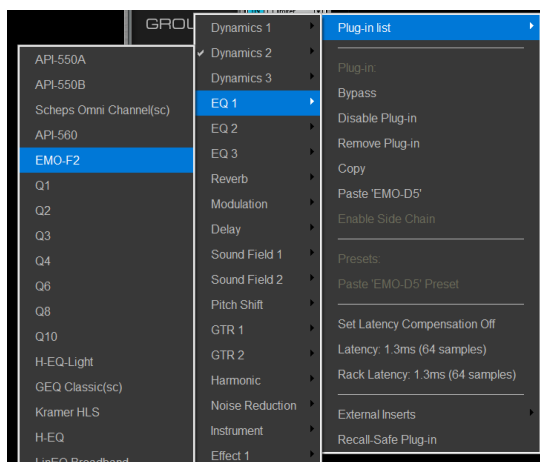 GROU
API-550A
API-550B
Scheps Omni Channel(sc)
API-560
EMO-F2
Q1
Q2
Q3
Q4
Q6
Q8
Q10
H-EQ-Light
GEQ Classic(sc)
Kramer HLS
H-EQ
LinEQ Broadband
Dynamics 1
✓ Dynamics 2
Dynamics 3
EQ 1
EQ 2
EQ 3
Reverb
Modulation
Delay
Sound Field 1
Sound Field 2
Pitch Shift
GTR 1
GTR 2
Harmonic
Noise Reduction
Instrument
Effect 1
Plug-in list
Plug-in:
Bypass
Disable Plug-in
Remove Plug-in
Copy
Paste 'EMO-D5'
Enable Side Chain
Presets:
Paste 'EMO-D5' Preset
Set Latency Compensation Off
Latency: 1.3ms (64 samples)
Rack Latency: 1.3ms (64 samples)
External Inserts
Recall-Safe Plug-in